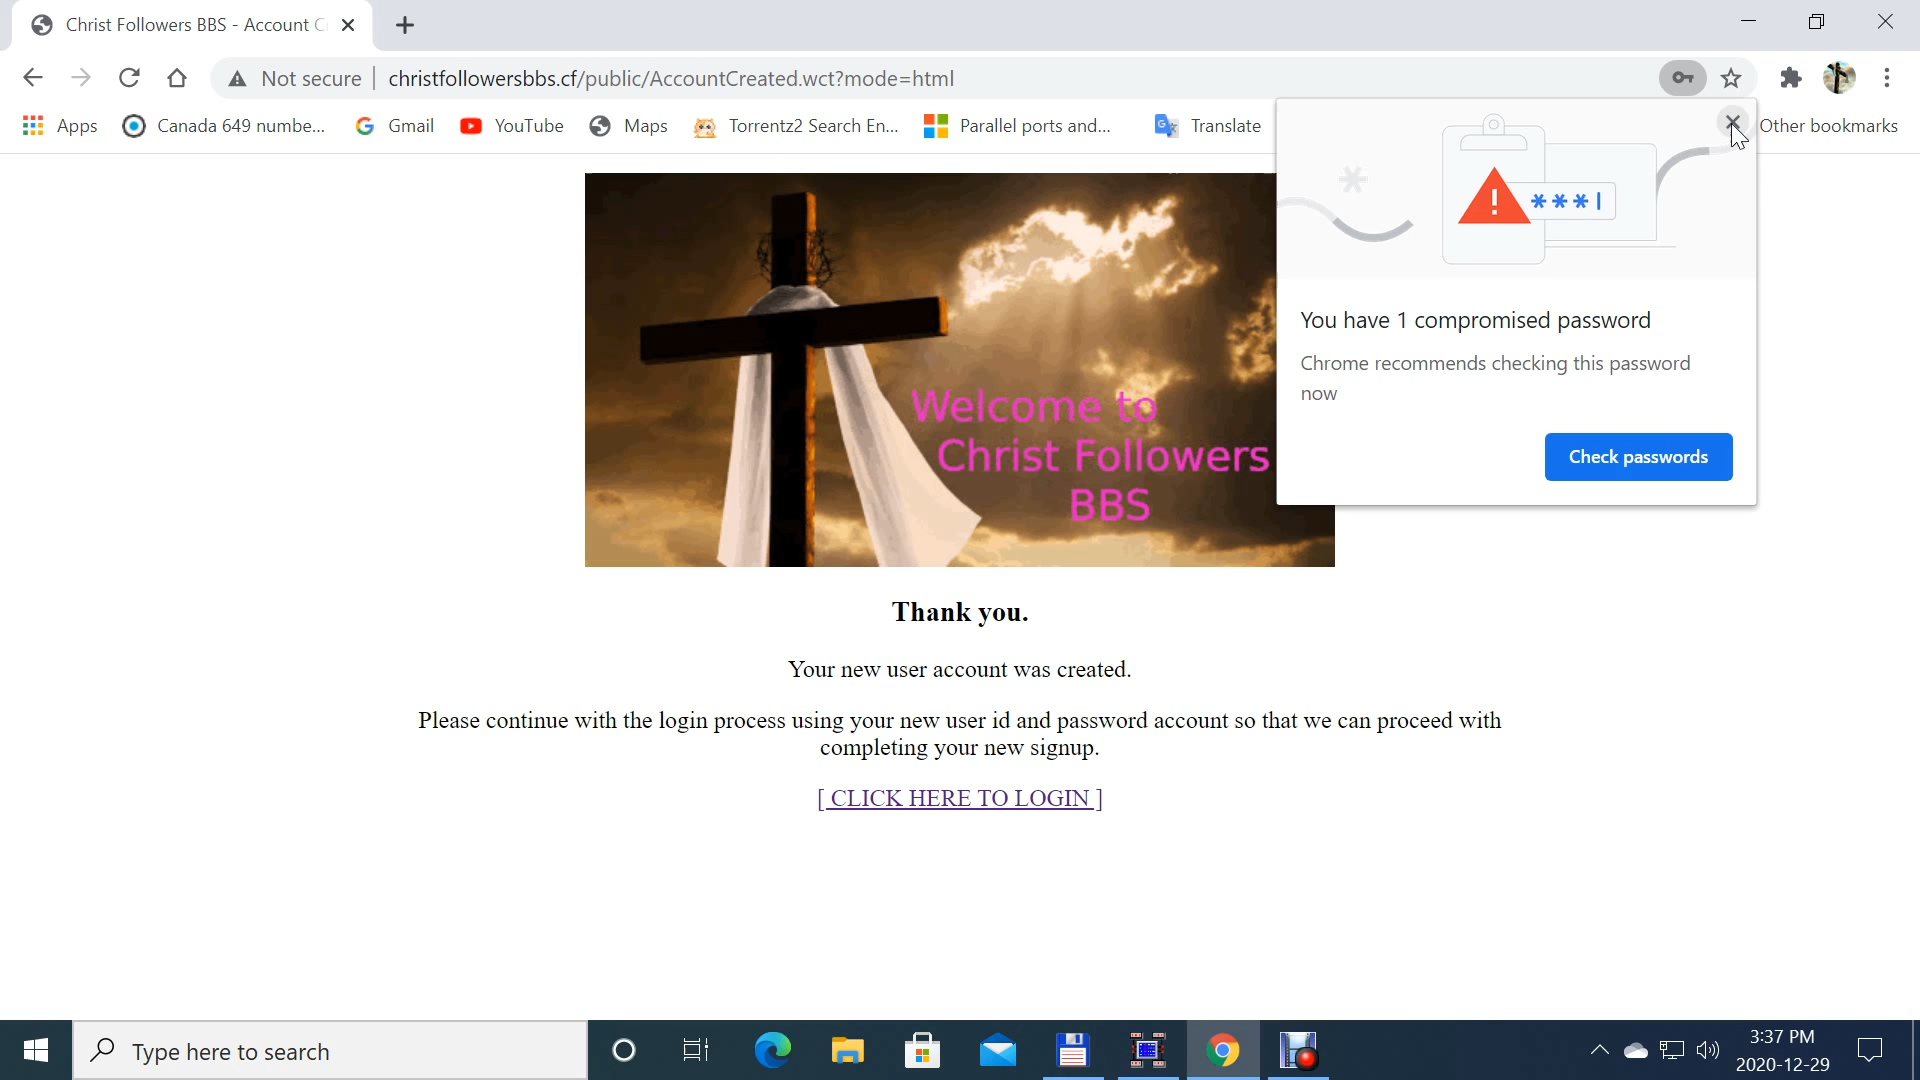 Christ Followers BBS - Account C
Not secure
christfollowersbbs.cf/public/AccountCreated.wct?mode=html
Apps
Canada 649 numbe...
Gmail
YouTube
Maps
Torrentz2 Search En...
Parallel ports and...
Translate
Other bookmarks
You have 1 compromised password
Chrome recommends checking this password
now
Check passwords
Welcome to
Christ Followers
BBS
Thank you.
Your new user account was created.
Please continue with the login process using your new user id and password account so that we can proceed with
completing your new signup.
[ CLICK HERE TO LOGIN ]
Type here to search
3:37 PM
2020-12-29